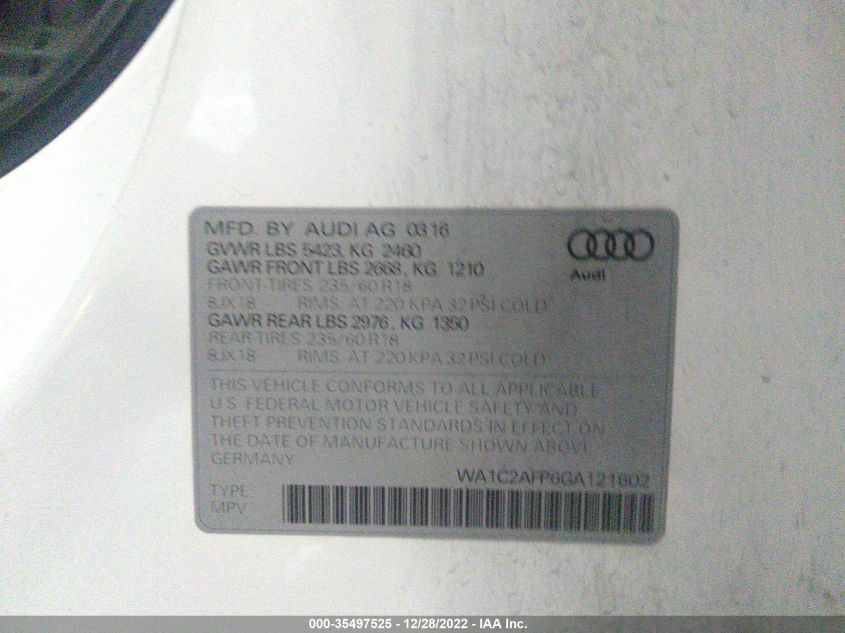 MFD. BY AUDI AG 0316
GVWR LBS 5423, KG 2460
GAWR FRONT LBS 2668, KG 1210
FRONT-TIRES 235/60 R18
8JX18 RIMS. AT 220 KPA 32 PSI COLD
GAWR REAR LBS 2976, KG 1350
REAR-TIRES 235/60 R18
8JX18 RIMS. AT 220 KPA 32 PSI COLD
Audi
THIS VEHICLE CONFORMS TO ALL APPLICABLE
U.S. FEDERAL MOTOR VEHICLE SAFETY AND
THEFT PREVENTION STANDARDS IN EFFECT ON
THE DATE OF MANUFACTURE SHOWN ABOVE
GERMANY
WA1C2AFP6GA121602
TYPE:
MPV
000-35497525 - 12/28/2022 - IAA Inc.